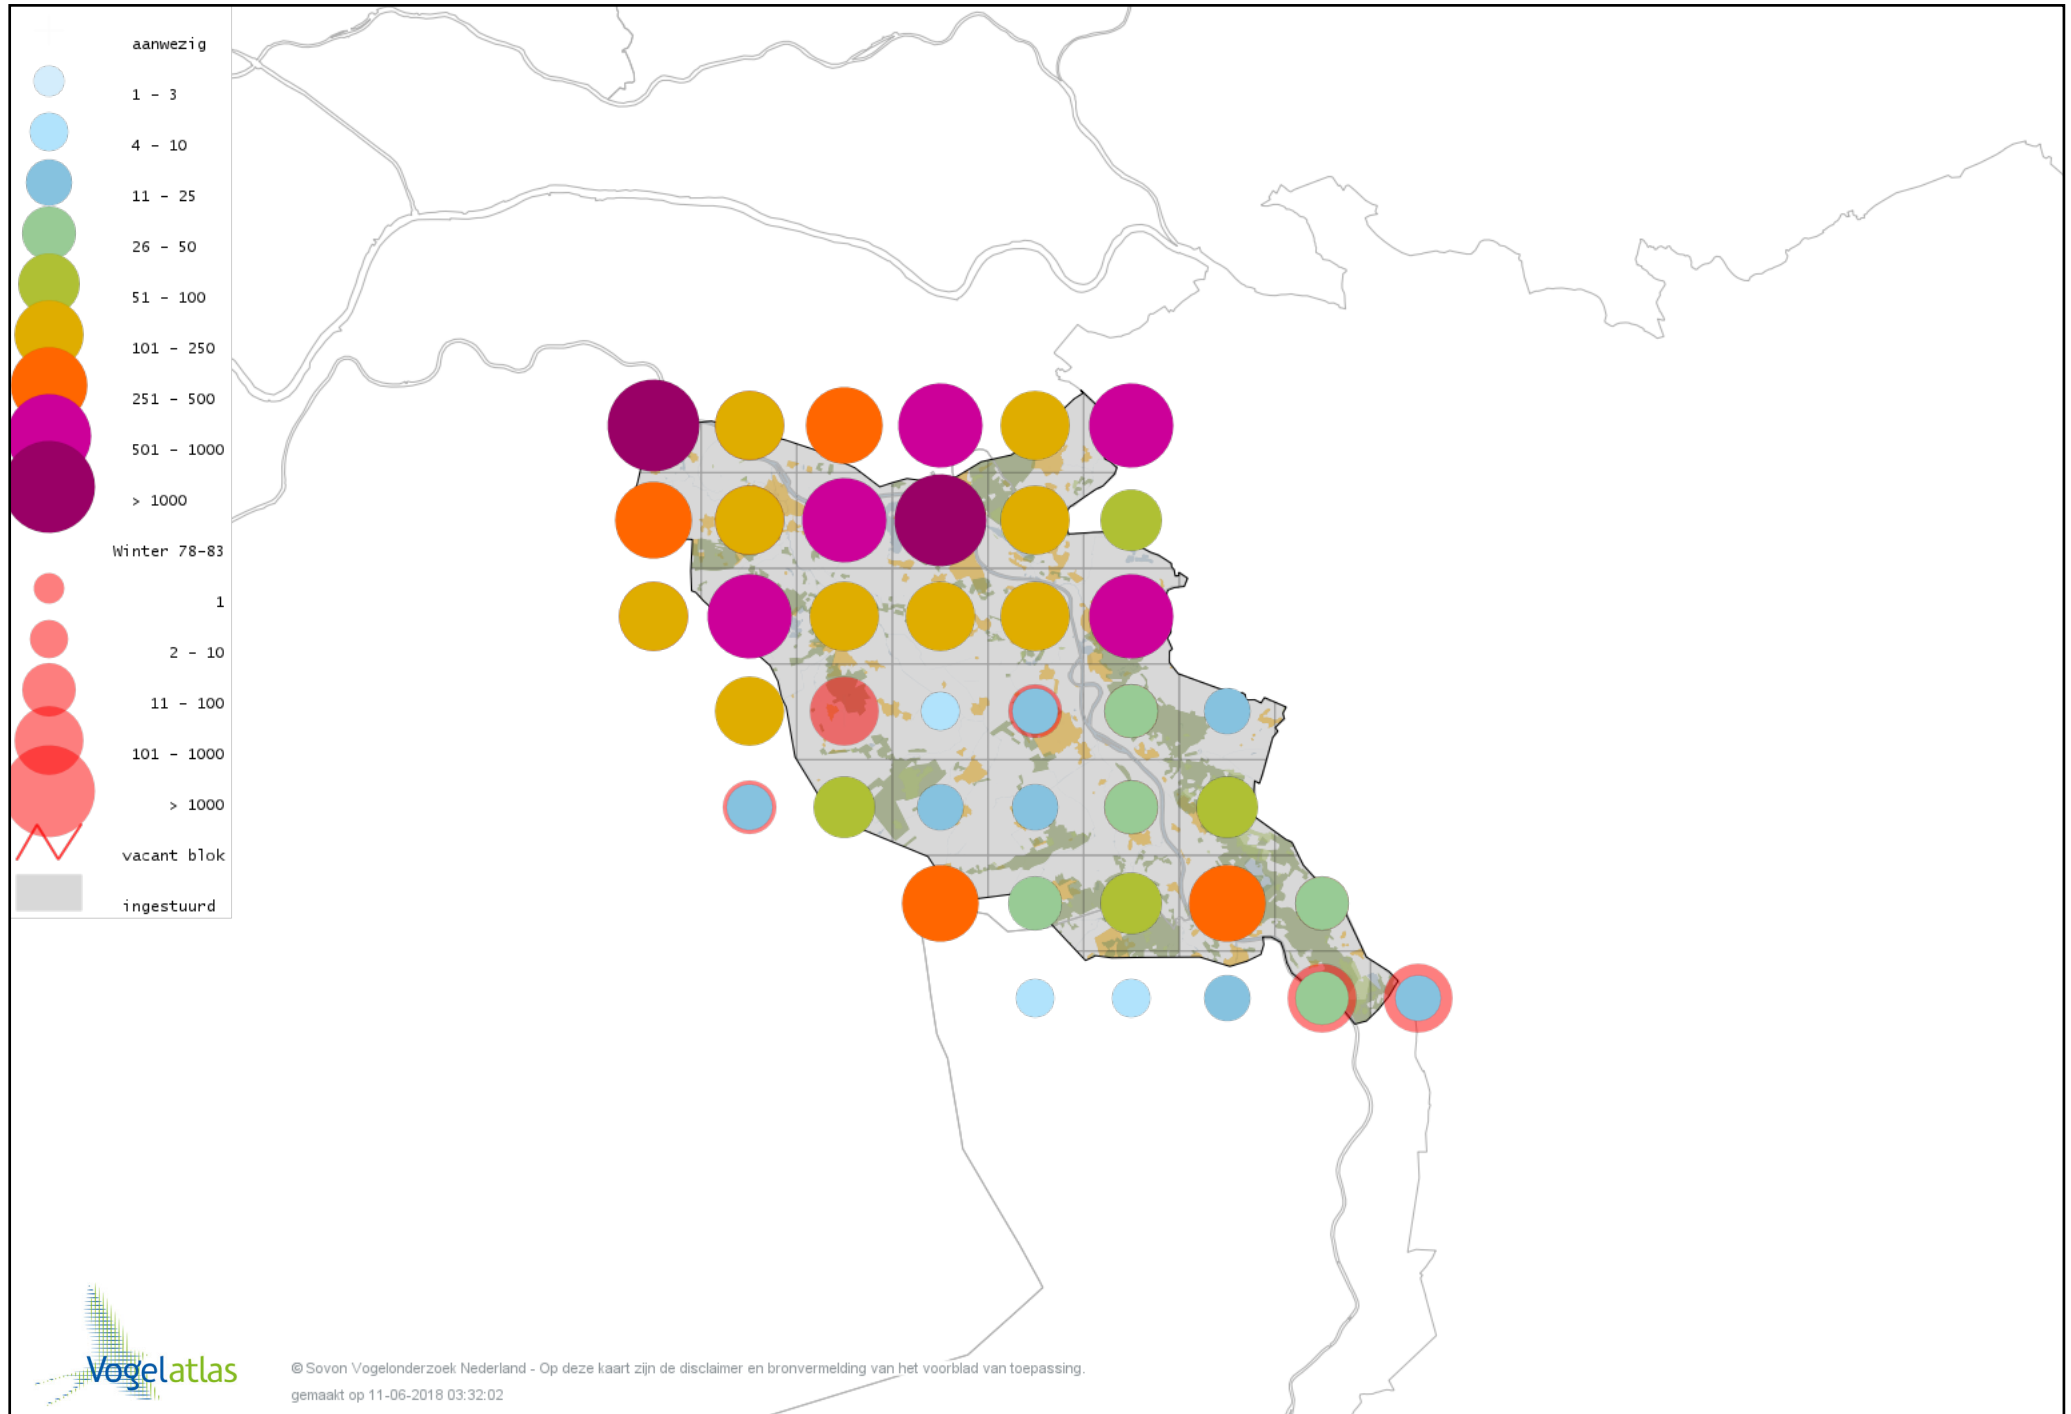 aanwezig
1 - 3
4 - 10
11 - 25
26 - 50
51 - 100
101 - 250
251 - 500
501 - 1000
> 1000
Winter 78-83
1
2 - 10
11 - 100
101 - 1000
> 1000
vacant blok
ingestuurd
Vogelatlas
© Sovon Vogelonderzoek Nederland - Op deze kaart zijn de disclaimer en bronvermelding van het voorblad van toepassing.
gemaakt op 11-06-2018 03:32:02